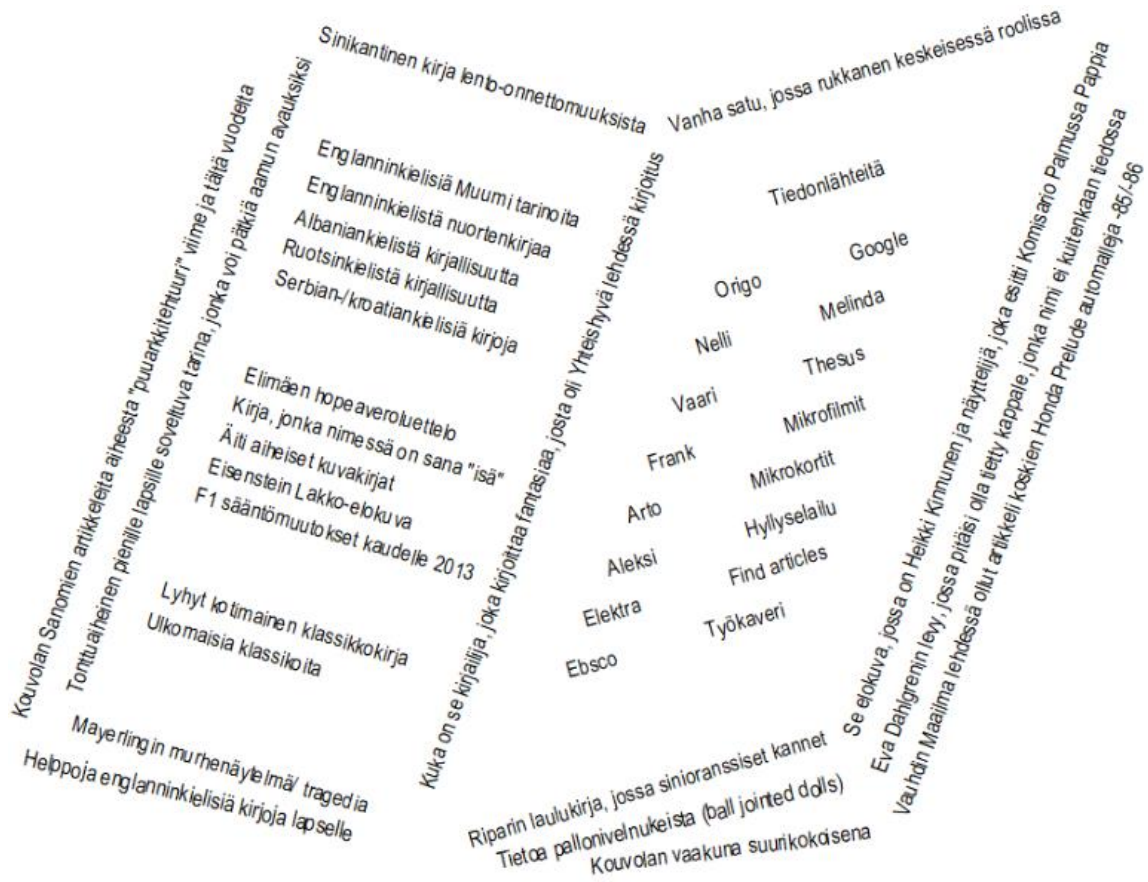 Sinikantinen kirja lento-onnettomuuksista
Kouvolan Sanomien artikkeleita aiheesta "puuarkkitehtuuri" viime ja tältä vuodelta
Tonttuaiheinen pienille lapsille soveltuva tarina, jonka voi pätkiä aamun avauksiksi
Englanninkielisiä Muumi tarinoita
Englanninkielistä nuortenkirjaa
Albaniankielistä kirjallisuutta
Ruotsinkielistä kirjallisuutta
Serbian-/kroatiankielisiä kirjoja
Elimäen hopeaveroluettelo
Kirja, jonka nimessä on sana "isä"
Äiti aiheiset kuvakirjat
Eisenstein Lakko-elokuva
F1 sääntömuutokset kaudelle 2013
Lyhyt kotimainen klassikkokirja
Ulkomaisia klassikoita
Mayerlingin murhenäytelmä/ tragedia
Helppoja englanninkielisiä kirjoja lapselle
Kuka on se kirjailija, joka kirjoittaa fantasiaa, josta oli Yhteishyvä lehdessä kirjoitus
Vanha satu, jossa rukkanen keskeisessä roolissa
Tiedonlähteitä
Origo
Nelli
Vaari
Frank
Arto
Aleksi
Elektra
Ebsco
Google
Melinda
Thesus
Mikrofilmit
Mikrokortit
Hyllyselailu
Find articles
Työkaveri
Se elokuva, jossa on Heikki Kinnunen ja näyttelijä, joka esitti Komisario Palmussa Pappia
Eva Dahlgrenin levy, jossa pitäisi olla tietty kappale, jonka nimi ei kuitenkaan tiedossa
Vauhdin Maailma lehdessä ollut artikkeli koskien Honda Prelude automalleja -85/-86
Riparin laulukirja, jossa sinioranssiset kannet
Tietoa pallonivelnukeista (ball jointed dolls)
Kouvolan vaakuna suurikokoisena